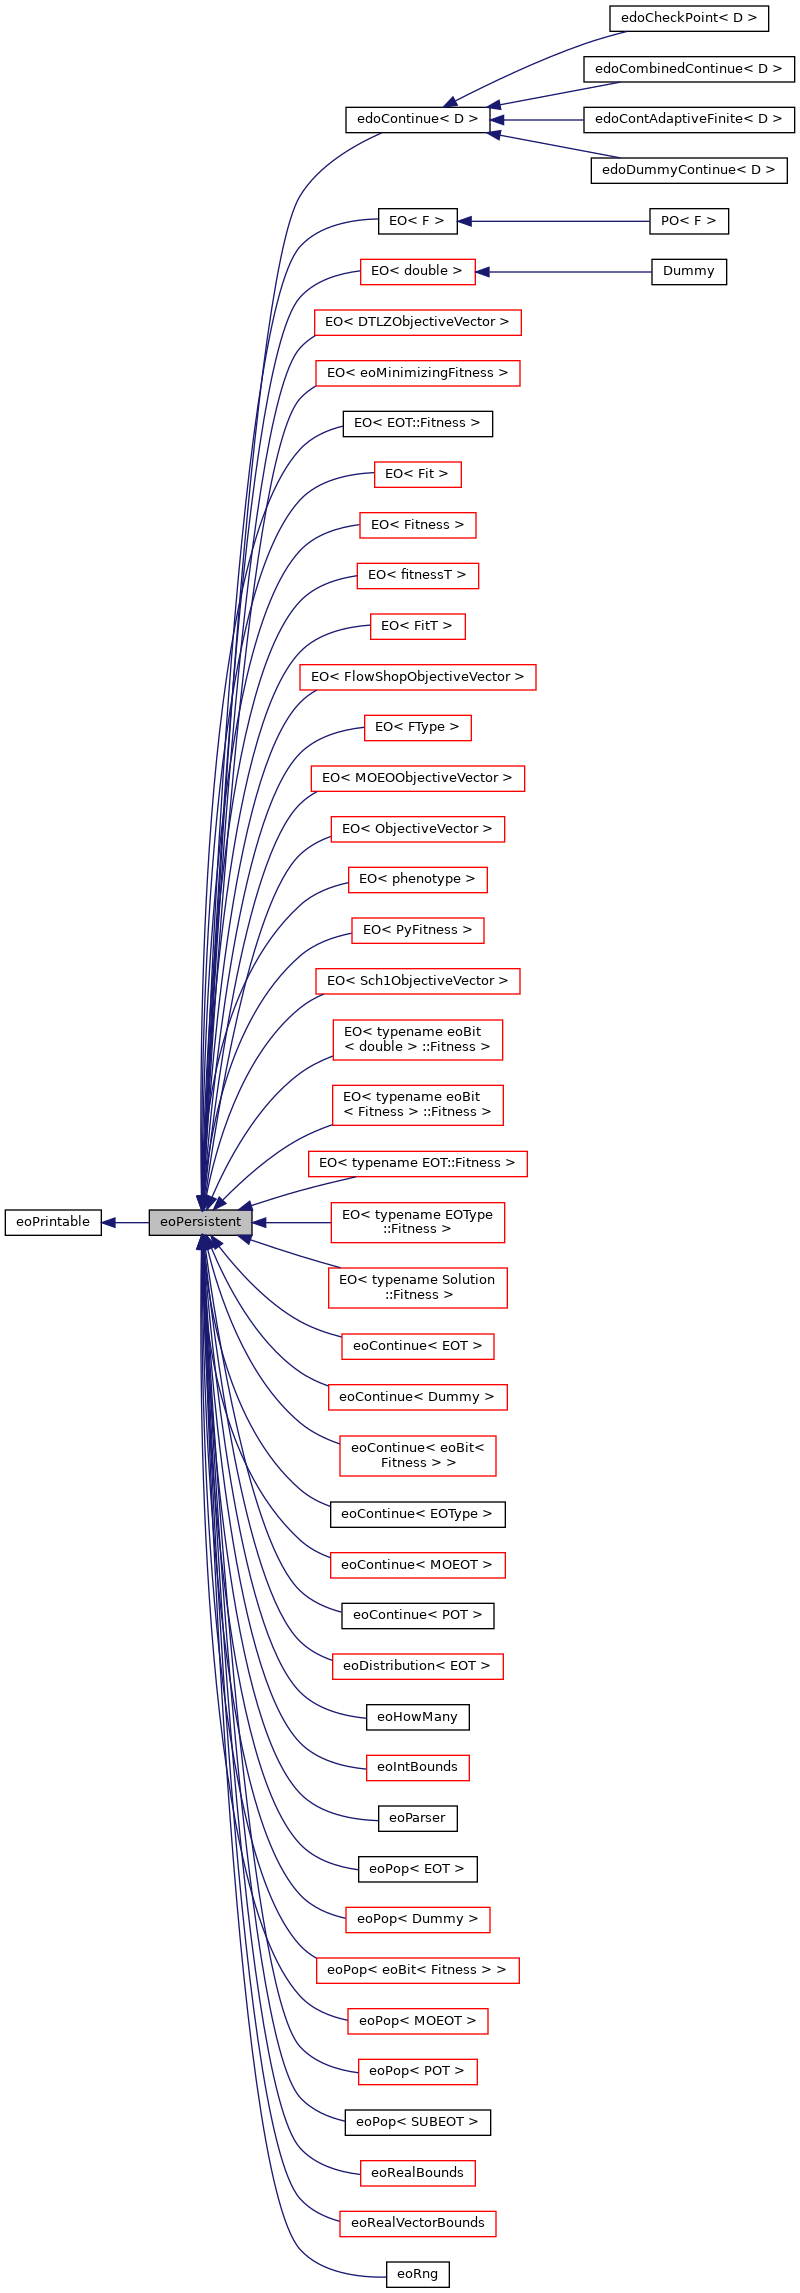 edoCheckPoint< D >
edoCombinedContinue< D >
edoContinue< D >
edoContAdaptiveFinite< D >
edoDummyContinue< D >
EO< F >
PO< F >
EO< double >
Dummy
EO< DTLZObjectiveVector >
EO< eoMinimizingFitness >
EO< EOT::Fitness >
EO< Fit >
EO< Fitness >
EO< fitnessT >
EO< FitT >
EO< FlowShopObjectiveVector >
EO< FType >
EO< MOEOObjectiveVector >
EO< ObjectiveVector >
EO< phenotype >
EO< PyFitness >
EO< Sch1ObjectiveVector >
EO< typename eoBit
< double > ::Fitness >
EO< typename eoBit
< Fitness > ::Fitness >
EO< typename EOT::Fitness >
eoPrintable
eoPersistent
EO< typename EOType
::Fitness >
EO< typename Solution
::Fitness >
eoContinue< EOT >
eoContinue< Dummy >
eoContinue< eoBit<
Fitness > >
eoContinue< EOType >
eoContinue< MOEOT >
eoContinue< POT >
eoDistribution< EOT >
eoHowMany
eoIntBounds
eoParser
eoPop< EOT >
eoPop< Dummy >
eoPop< eoBit< Fitness > >
eoPop< MOEOT >
eoPop< POT >
eoPop< SUBEOT >
eoRealBounds
eoRealVectorBounds
eoRng